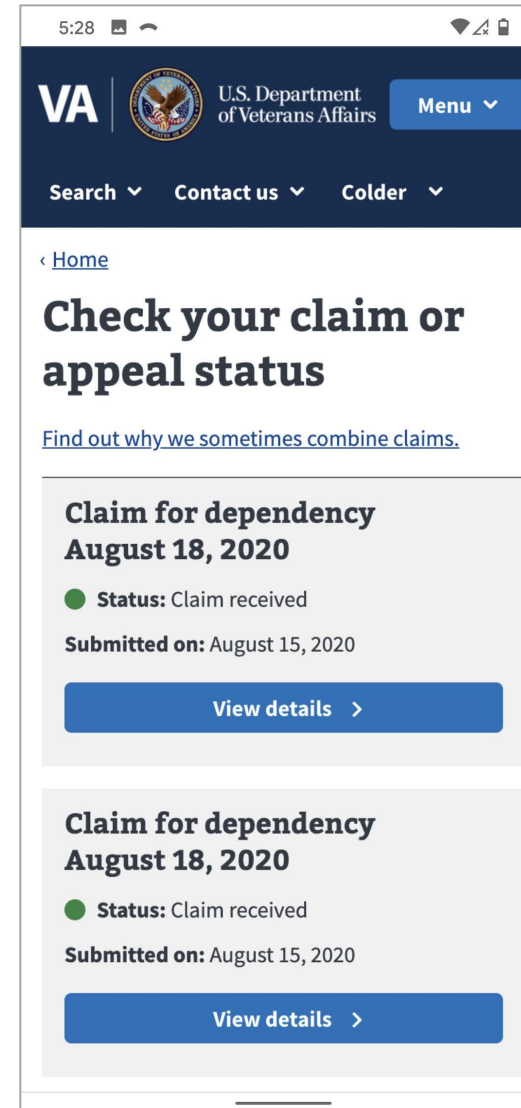 5:28
VA
U.S. Department
of Veterans Affairs
Menu
Search Contact us Colder
‹ Home
Check your claim or
appeal status
Find out why we sometimes combine claims.
Claim for dependency
August 18, 2020
Status: Claim received
Submitted on: August 15, 2020
View details
Claim for dependency
August 18, 2020
Status: Claim received
Submitted on: August 15, 2020
View details